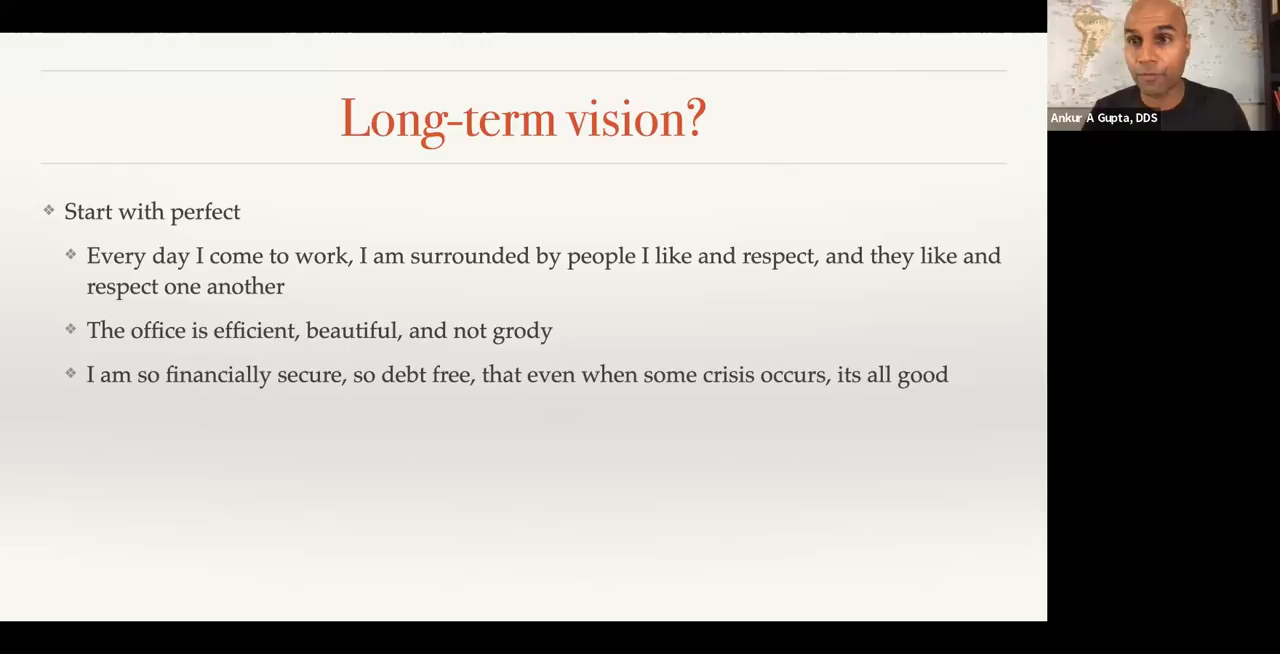 Long-term vision?
Start with perfect
Every day I come to work, I am surrounded by people I like and respect, and they like and
respect one another
The office is efficient, beautiful, and not grody
I am so financially secure, so debt free, that even when some crisis occurs, its all good
Ankur A Gupta, DDS